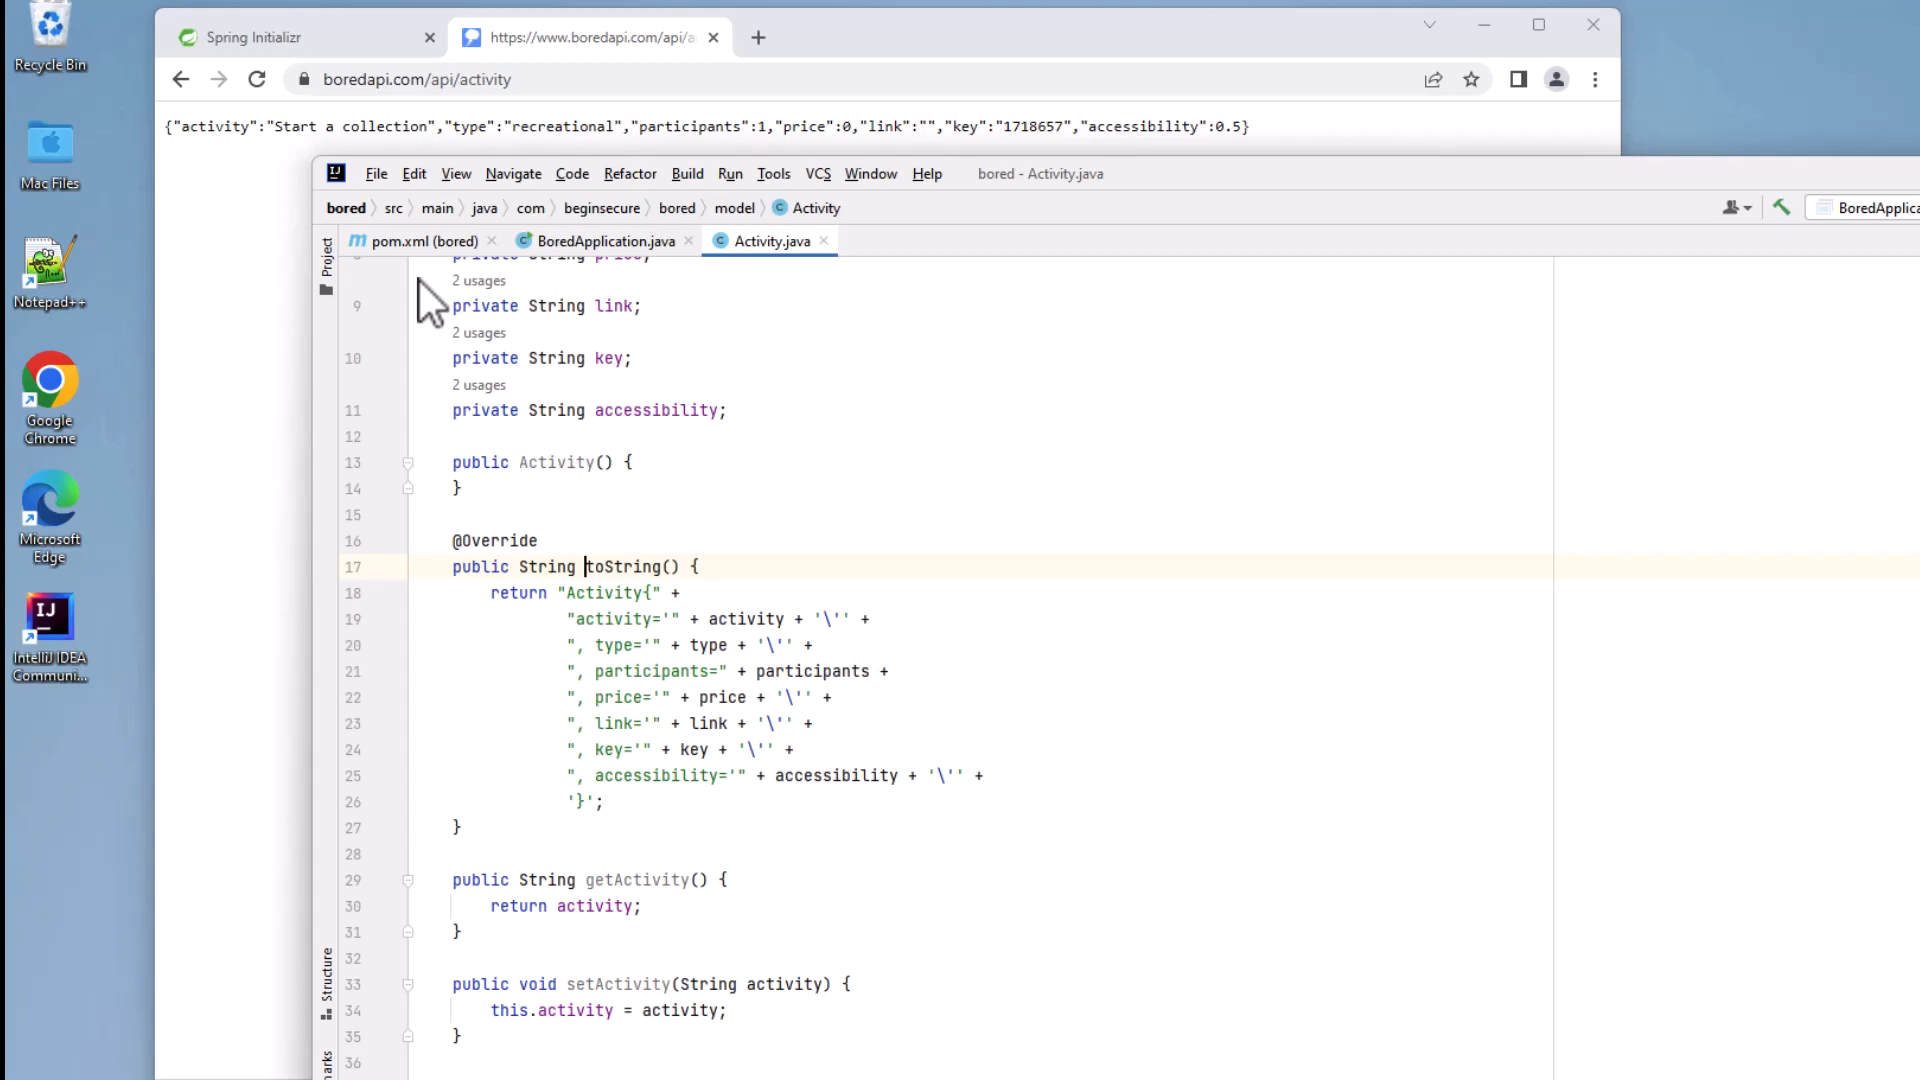 Recycle Bin
Mac Files
Notepad++
Google
Chrome
Microsoft
Edge
IntelliJ IDEA
Communi...
Spring Initializr
https://www.boredapi.com/api/a
boredapi.com/api/activity
{"activity":"Start a collection","type":"recreational","participants":1,"price":0,"link":"","key":"1718657","accessibility":0.5}
IJ File Edit View Navigate Code Refactor Build Run Tools VCS Window Help bored - Activity.java
bored src main java com beginsecure bored model Activity
BoredApplica
pom.xml (bored) BoredApplication.java Activity.java
Project
Structure
8 private String price;
2 usages
9 private String link;
2 usages
10 private String key;
2 usages
11 private String accessibility;
12
13 public Activity() {
14 }
15
16 @Override
17 public String toString() {
18 return "Activity{" +
19 "activity='" + activity + '\'' +
20 ", type='" + type + '\'' +
21 ", participants=" + participants +
22 ", price='" + price + '\'' +
23 ", link='" + link + '\'' +
24 ", key='" + key + '\'' +
25 ", accessibility='" + accessibility + '\'' +
26 '}';
27 }
28
29 public String getActivity() {
30 return activity;
31 }
32
33 public void setActivity(String activity) {
34 this.activity = activity;
35 }
36